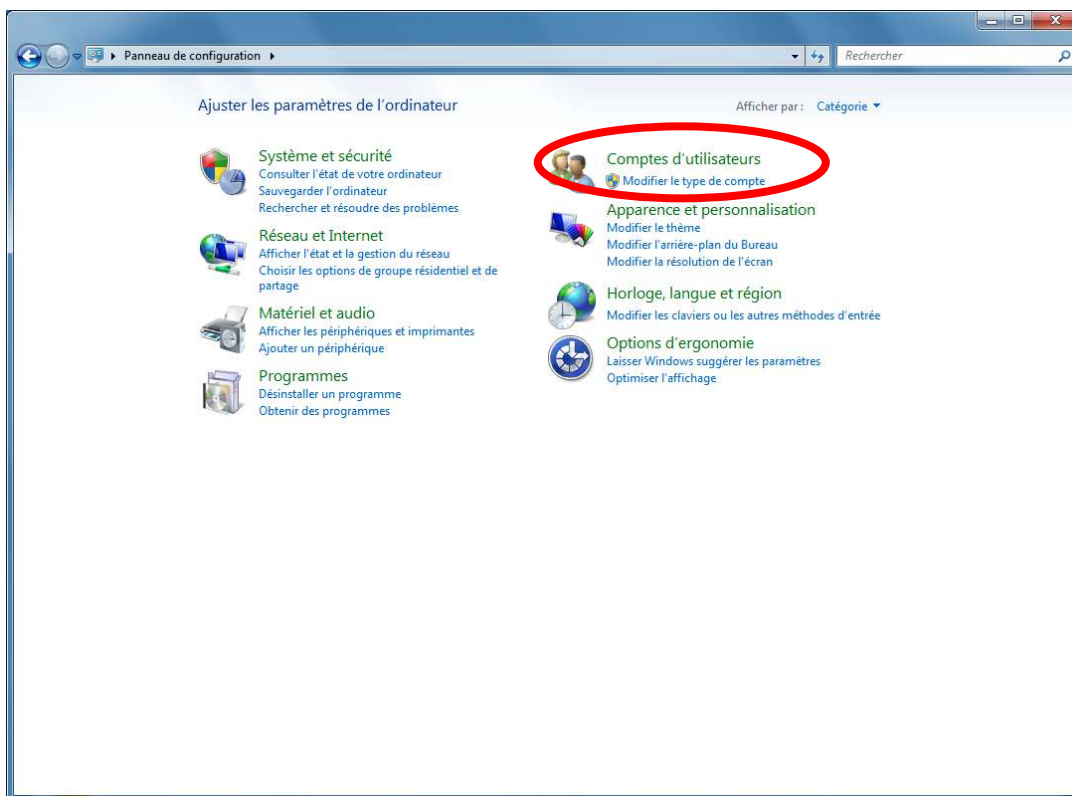 Panneau de configuration
Rechercher
Ajuster les paramètres de l'ordinateur
Afficher par : Catégorie
Système et sécurité
Consulter l'état de votre ordinateur
Sauvegarder l'ordinateur
Rechercher et résoudre des problèmes
Réseau et Internet
Afficher l'état et la gestion du réseau
Choisir les options de groupe résidentiel et de
partage
Matériel et audio
Afficher les périphériques et imprimantes
Ajouter un périphérique
Programmes
Désinstaller un programme
Obtenir des programmes
Comptes d'utilisateurs
Modifier le type de compte
Apparence et personnalisation
Modifier le thème
Modifier l'arrière-plan du Bureau
Modifier la résolution de l'écran
Horloge, langue et région
Modifier les claviers ou les autres méthodes d'entrée
Options d'ergonomie
Laisser Windows suggérer les paramètres
Optimiser l'affichage